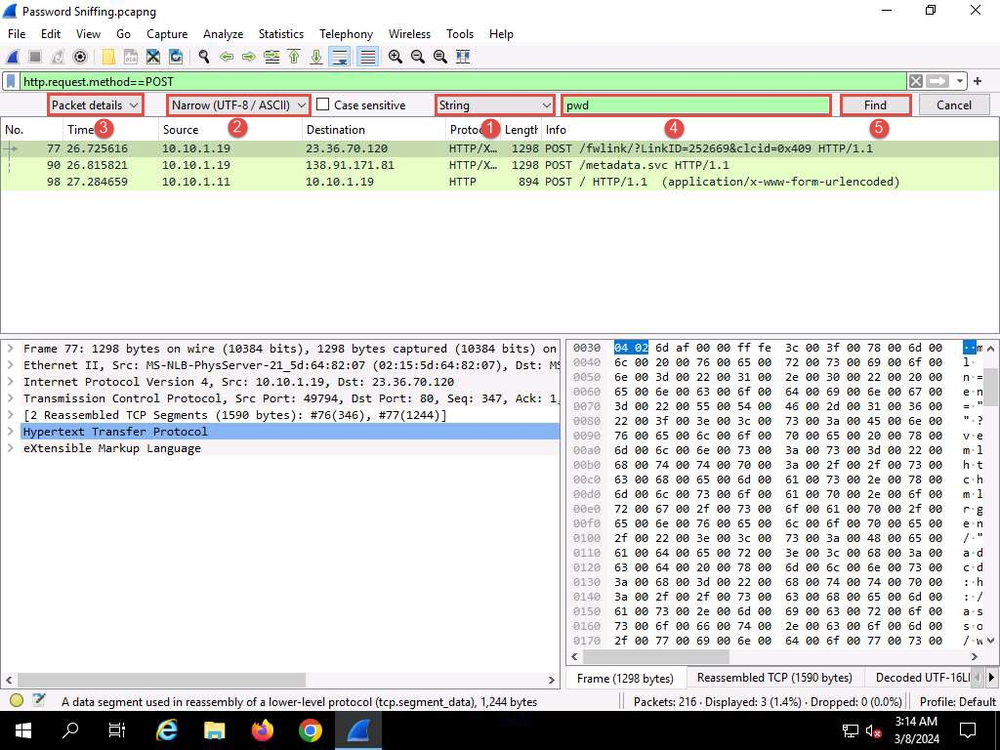 Password Sniffing.pcapng
File Edit View Go Capture Analyze Statistics Telephony Wireless Tools Help
http.request.method==POST
Packet details Narrow (UTF-8 / ASCII) Case sensitive String pwd Find Cancel
3 2 1 4 5
No. Time Source Destination Protoc Length Info
77 26.725616 10.10.1.19 23.36.70.120 HTTP/X… 1298 POST /fwlink/?LinkID=252669&clcid=0x409 HTTP/1.1
90 26.815821 10.10.1.19 138.91.171.81 HTTP/X… 1298 POST /metadata.svc HTTP/1.1
98 27.284659 10.10.1.11 10.10.1.19 HTTP 894 POST / HTTP/1.1 (application/x-www-form-urlencoded)
Frame 77: 1298 bytes on wire (10384 bits), 1298 bytes captured (10384 bits) on
Ethernet II, Src: MS-NLB-PhysServer-21_5d:64:82:07 (02:15:5d:64:82:07), Dst: MS
Internet Protocol Version 4, Src: 10.10.1.19, Dst: 23.36.70.120
Transmission Control Protocol, Src Port: 49794, Dst Port: 80, Seq: 347, Ack: 1,
[2 Reassembled TCP Segments (1590 bytes): #76(346), #77(1244)]
Hypertext Transfer Protocol
eXtensible Markup Language
0030 04 02 6d af 00 00 ff fe 3c 00 3f 00 78 00 6d 00 ··m
0040 6c 00 20 00 76 00 65 00 72 00 73 00 69 00 6f 00 l·
0050 6e 00 3d 00 22 00 31 00 2e 00 30 00 22 00 20 00 n·=
0060 65 00 6e 00 63 00 6f 00 64 00 69 00 6e 00 67 00 e·n
0070 3d 00 22 00 55 00 54 00 46 00 2d 00 31 00 36 00 =·"
0080 22 00 3f 00 3e 00 3c 00 73 00 3a 00 45 00 6e 00 "·?
0090 76 00 65 00 6c 00 6f 00 70 00 65 00 20 00 78 00 v·e
00a0 6d 00 6c 00 6e 00 73 00 3a 00 73 00 3d 00 22 00 m·l
00b0 68 00 74 00 74 00 70 00 3a 00 2f 00 2f 00 73 00 h·t
00c0 63 00 68 00 65 00 6d 00 61 00 73 00 2e 00 78 00 c·h
00d0 6d 00 6c 00 73 00 6f 00 61 00 70 00 2e 00 6f 00 m·l
00e0 72 00 67 00 2f 00 73 00 6f 00 61 00 70 00 2f 00 r·g
00f0 65 00 6e 00 76 00 65 00 6c 00 6f 00 70 00 65 00 e·n
0100 2f 00 22 00 3e 00 3c 00 73 00 3a 00 48 00 65 00 /·"
0110 61 00 64 00 65 00 72 00 3e 00 3c 00 68 00 3a 00 a·d
0120 63 00 64 00 20 00 78 00 6d 00 6c 00 6e 00 73 00 c·d
0130 3a 00 68 00 3d 00 22 00 68 00 74 00 74 00 70 00 :·h
0140 3a 00 2f 00 2f 00 73 00 63 00 68 00 65 00 6d 00 :·/
0150 61 00 73 00 2e 00 6d 00 69 00 63 00 72 00 6f 00 a·s
0160 73 00 6f 00 66 00 74 00 2e 00 63 00 6f 00 6d 00 s·o
0170 2f 00 77 00 69 00 6e 00 64 00 6f 00 77 00 73 00 /·w
Frame (1298 bytes) Reassembled TCP (1590 bytes) Decoded UTF-16L
A data segment used in reassembly of a lower-level protocol (tcp.segment_data), 1,244 bytes Packets: 216 · Displayed: 3 (1.4%) · Dropped: 0 (0.0%) Profile: Default
3:14 AM
3/8/2024